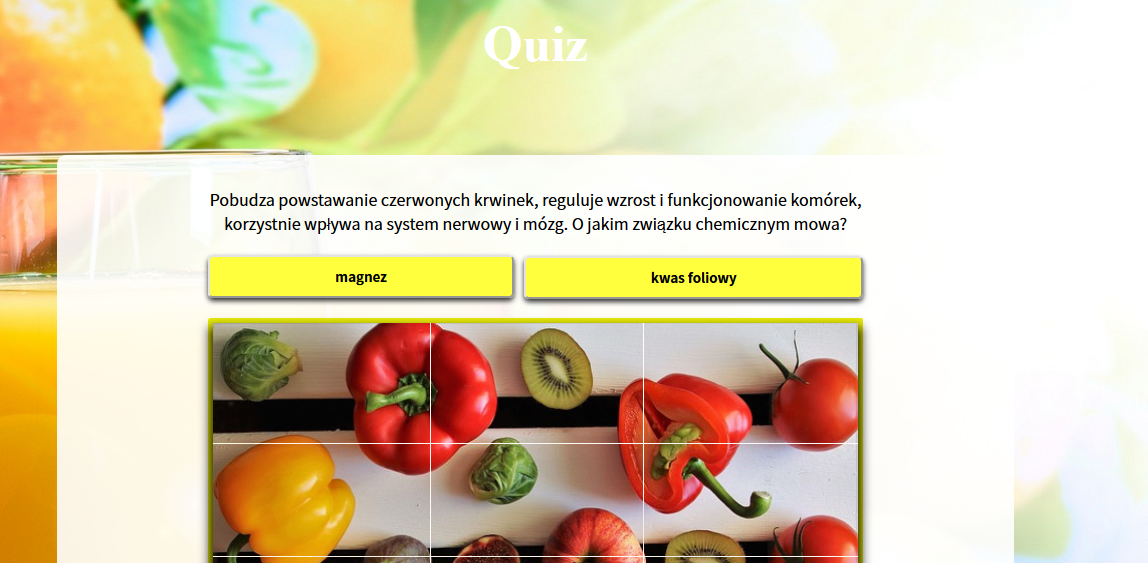 Quiz
Pobudza powstawanie czerwonych krwinek, reguluje wzrost i funkcjonowanie komórek,
korzystnie wpływa na system nerwowy i mózg. O jakim związku chemicznym mowa?
magnez
kwas foliowy